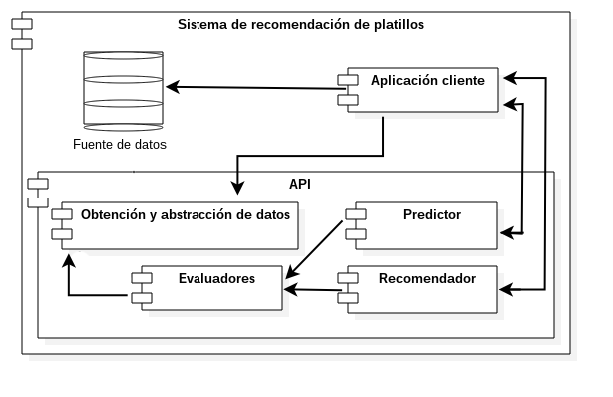 Sistema de recomendación de platillos
Aplicación cliente
Fuente de datos
API
Obtención y abstracción de datos
Predictor
Evaluadores
Recomendador